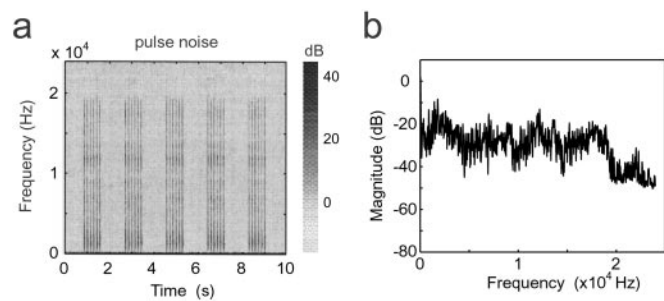 a
pulse noise
dB
x 10⁴
40
20
0
Frequency (Hz)
2
1
0
0 2 4 6 8 10
Time (s)
b
Magnitude (dB)
0
-20
-40
-60
-80
0 1 2
Frequency (x10⁴ Hz)